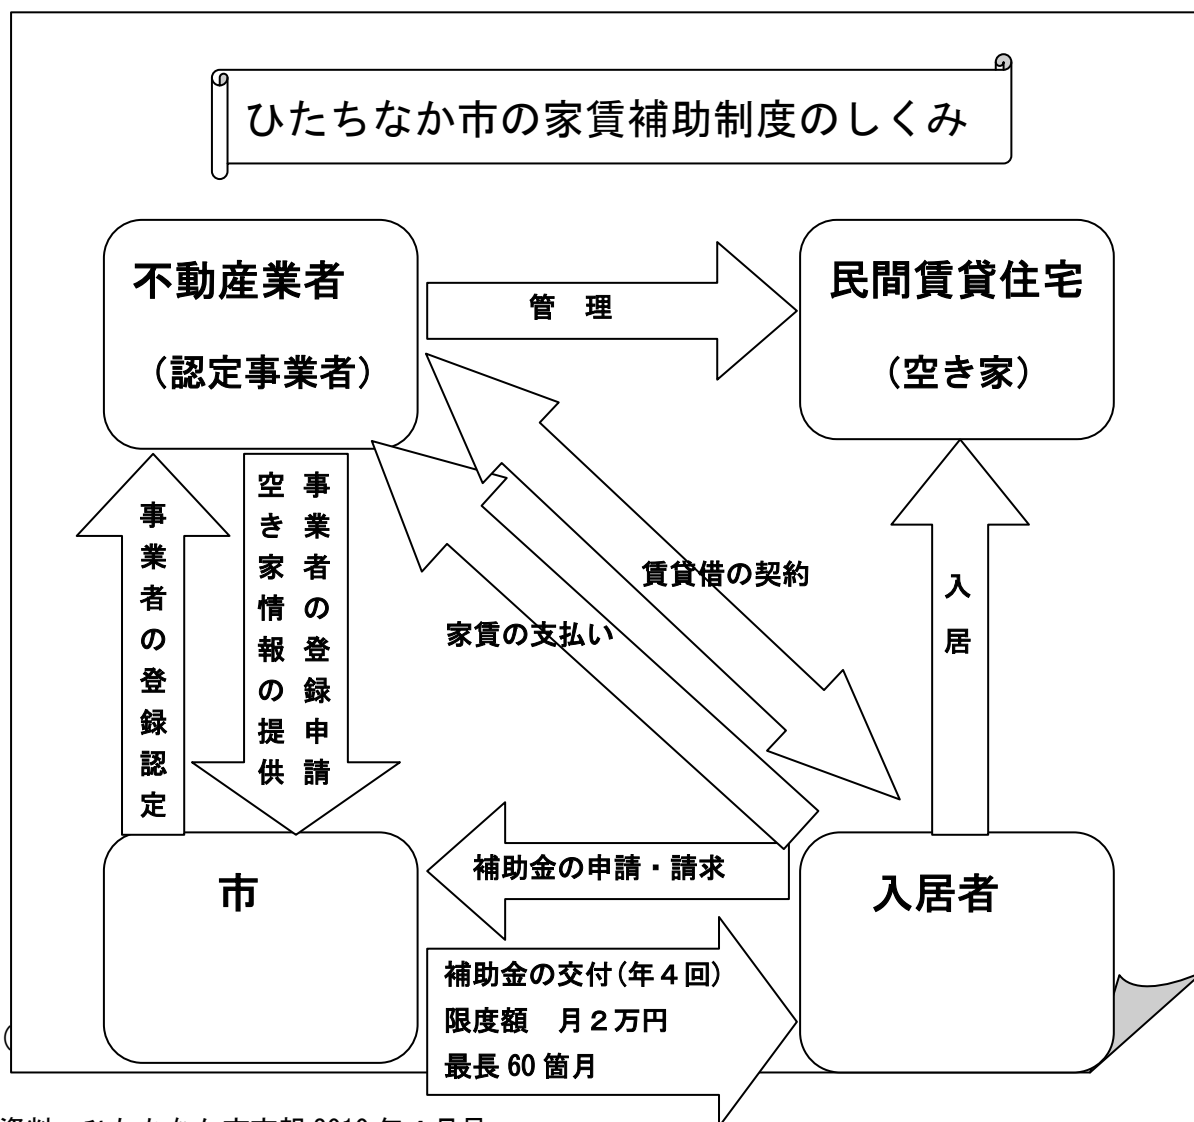 ひたちなか市の家賃補助制度のしくみ
不動産業者
（認定事業者）
管　理
民間賃貸住宅
（空き家）
事業者の登録認定
事業者の登録申請
空き家情報の提供
賃貸借の契約
家賃の支払い
入居
市
補助金の申請・請求
入居者
補助金の交付（年４回）
限度額　月２万円
最長 60 箇月